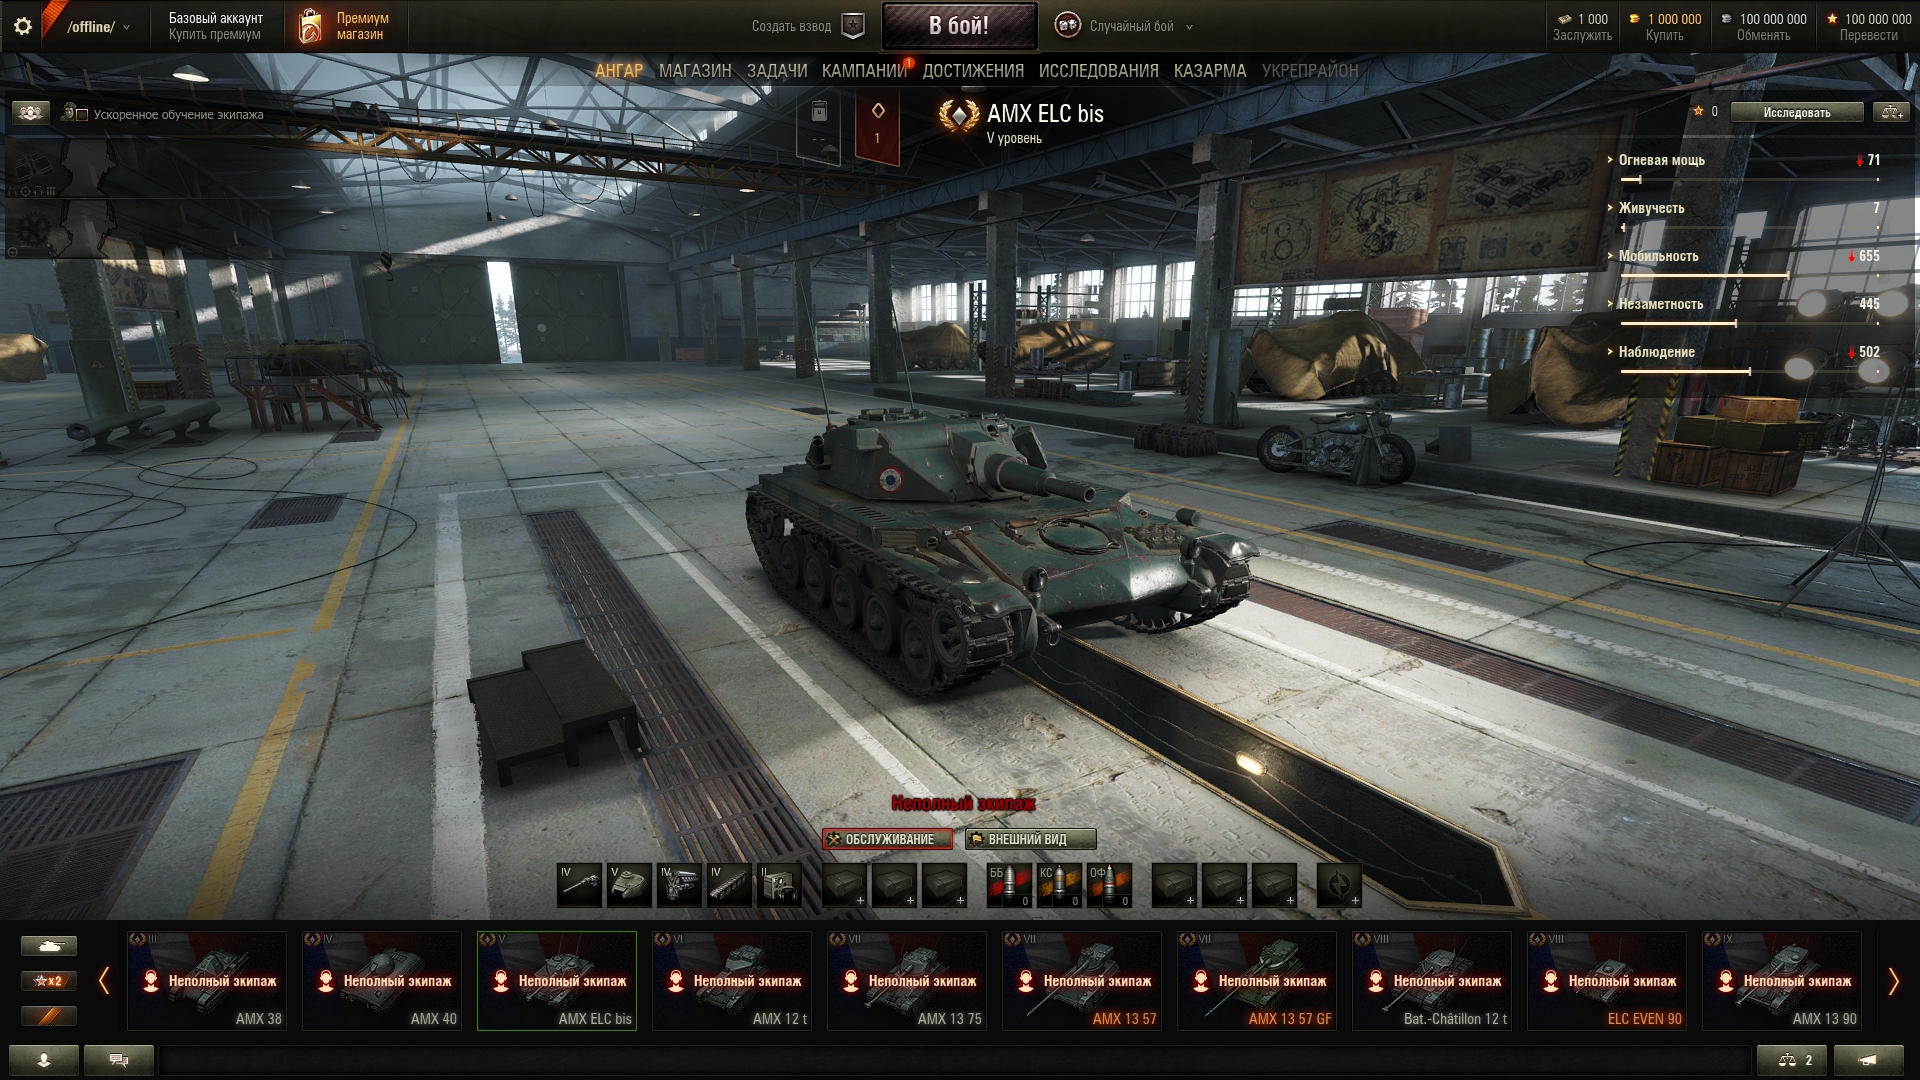 /offline/
Базовый аккаунт
Купить премиум
Премиум
магазин
Создать взвод
В бой!
Случайный бой
1 000
Заслужить
1 000 000
Купить
100 000 000
Обменять
100 000 000
Перевести
АНГАР МАГАЗИН ЗАДАЧИ КАМПАНИИ 1 ДОСТИЖЕНИЯ ИССЛЕДОВАНИЯ КАЗАРМА УКРЕПРАЙОН
Ускоренное обучение экипажа
1
AMX ELC bis
V уровень
0
Исследовать
Огневая мощь 71
Живучесть 7
Мобильность 655
Незаметность 445
Наблюдение 502
Неполный экипаж
ОБСЛУЖИВАНИЕ
ВНЕШНИЙ ВИД
IV V IV IV II
ББ 0
КС 0
ОФ 0
III
Неполный экипаж
AMX 38
IV
Неполный экипаж
AMX 40
V
Неполный экипаж
AMX ELC bis
VI
Неполный экипаж
AMX 12 t
VII
Неполный экипаж
AMX 13 75
VII
Неполный экипаж
AMX 13 57
VII
Неполный экипаж
AMX 13 57 GF
VIII
Неполный экипаж
Bat.-Châtillon 12 t
VIII
Неполный экипаж
ELC EVEN 90
IX
Неполный экипаж
AMX 13 90
x2
2